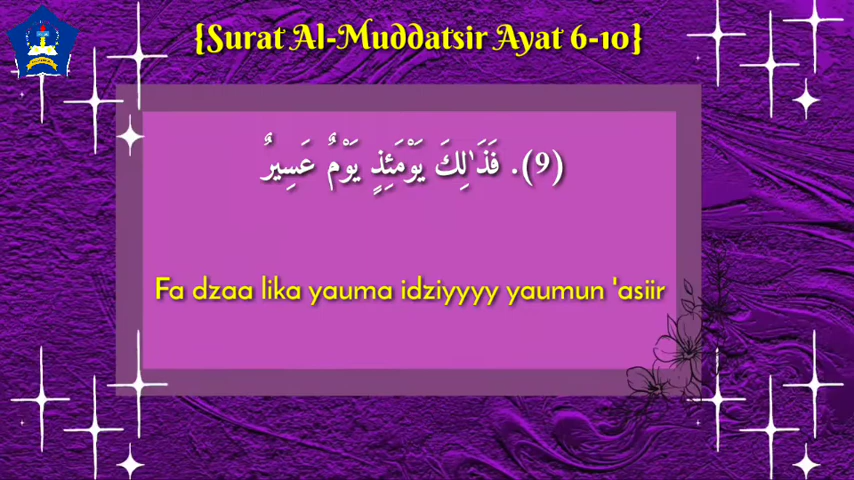 {Surat Al-Muddatsir Ayat 6-10}
(9). فَذَٰلِكَ يَوْمَئِذٍ يَوْمٌ عَسِيرٌ
Fa dzaa lika yauma idziyyyy yaumun 'asiir